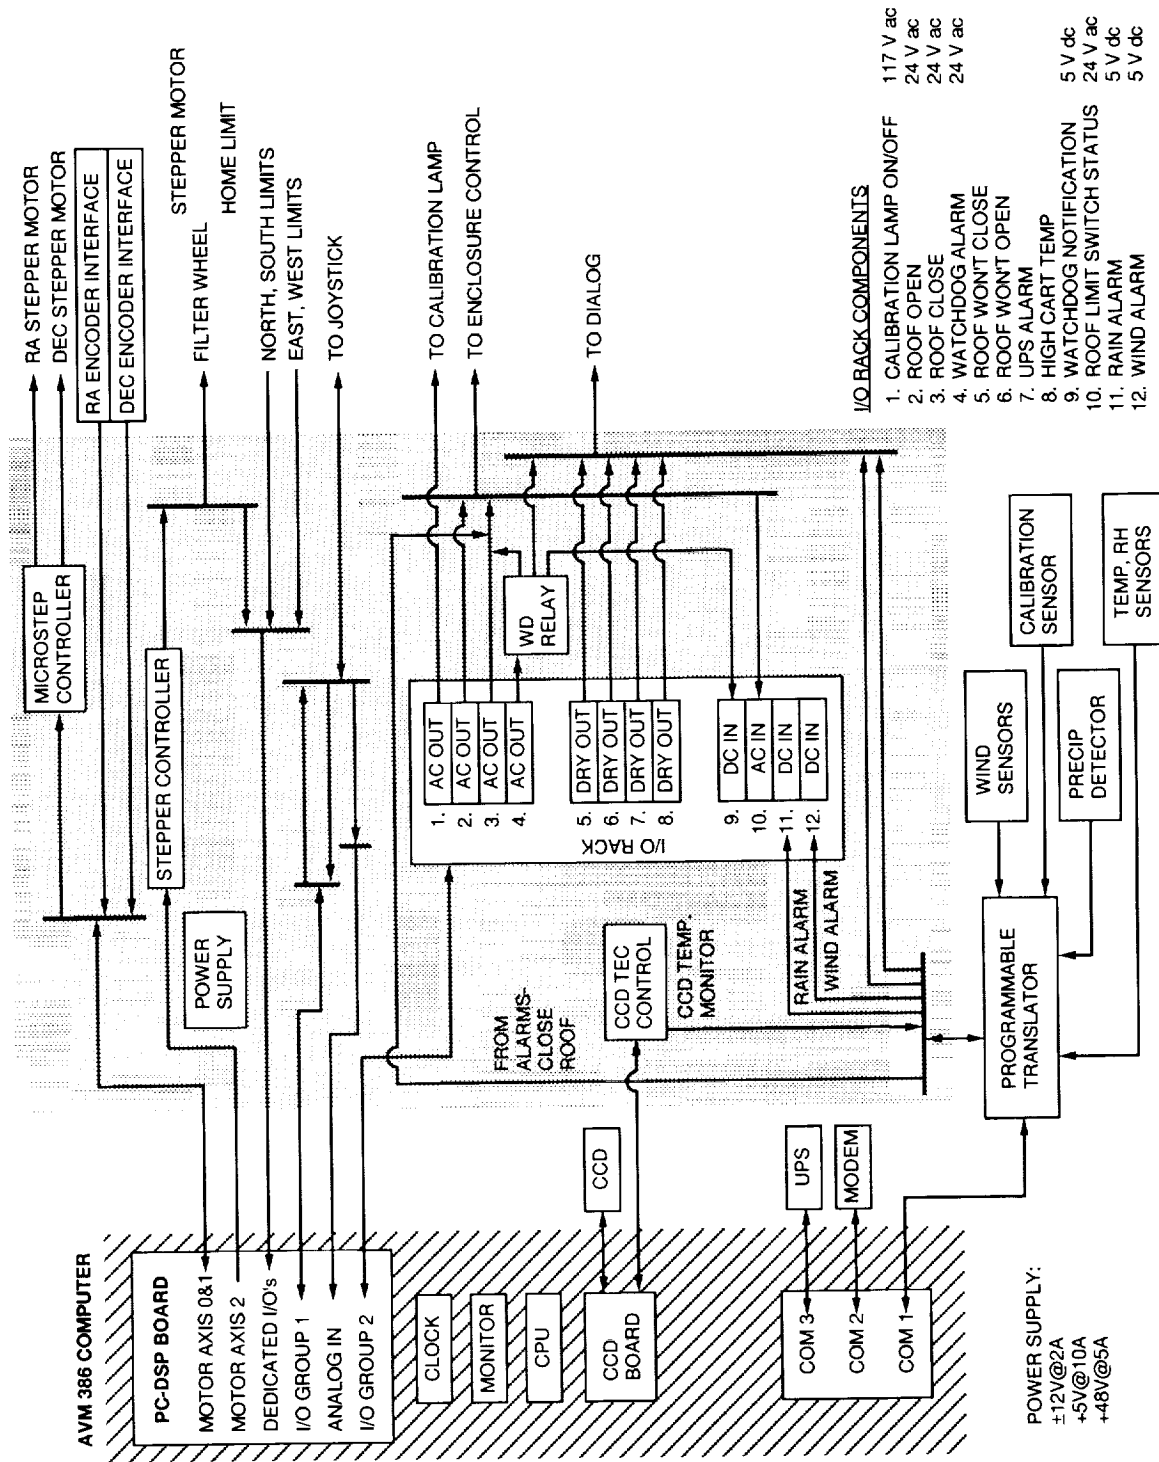 AVM 386 COMPUTER
PC-DSP BOARD
MOTOR AXIS 0&1
MOTOR AXIS 2
DEDICATED I/O's
I/O GROUP 1
ANALOG IN
I/O GROUP 2
CLOCK
MONITOR
CPU
CCD
BOARD
COM 3
COM 2
COM 1
POWER SUPPLY:
±12V@2A
+5V@10A
+48V@5A
CCD
UPS
MODEM
POWER
SUPPLY
STEPPER CONTROLLER
MICROSTEP
CONTROLLER
FROM
ALARMS-
CLOSE
ROOF
CCD TEC
CONTROL
CCD TEMP.
MONITOR
RAIN ALARM
WIND ALARM
I/O RACK
1. AC OUT
2. AC OUT
3. AC OUT
4. AC OUT
5. DRY OUT
6. DRY OUT
7. DRY OUT
8. DRY OUT
9. DC IN
10. AC IN
11. DC IN
12. DC IN
WD
RELAY
PROGRAMMABLE
TRANSLATOR
WIND
SENSORS
PRECIP
DETECTOR
CALIBRATION
SENSOR
TEMP, RH
SENSORS
RA STEPPER MOTOR
DEC STEPPER MOTOR
RA ENCODER INTERFACE
DEC ENCODER INTERFACE
STEPPER MOTOR
FILTER WHEEL
HOME LIMIT
NORTH, SOUTH LIMITS
EAST, WEST LIMITS
TO JOYSTICK
TO CALIBRATION LAMP
TO ENCLOSURE CONTROL
TO DIALOG
I/O RACK COMPONENTS
1. CALIBRATION LAMP ON/OFF 117 V ac
2. ROOF OPEN 24 V ac
3. ROOF CLOSE 24 V ac
4. WATCHDOG ALARM 24 V ac
5. ROOF WON'T CLOSE
6. ROOF WON'T OPEN
7. UPS ALARM
8. HIGH CART TEMP
9. WATCHDOG NOTIFICATION 5 V dc
10. ROOF LIMIT SWITCH STATUS 24 V ac
11. RAIN ALARM 5 V dc
12. WIND ALARM 5 V dc